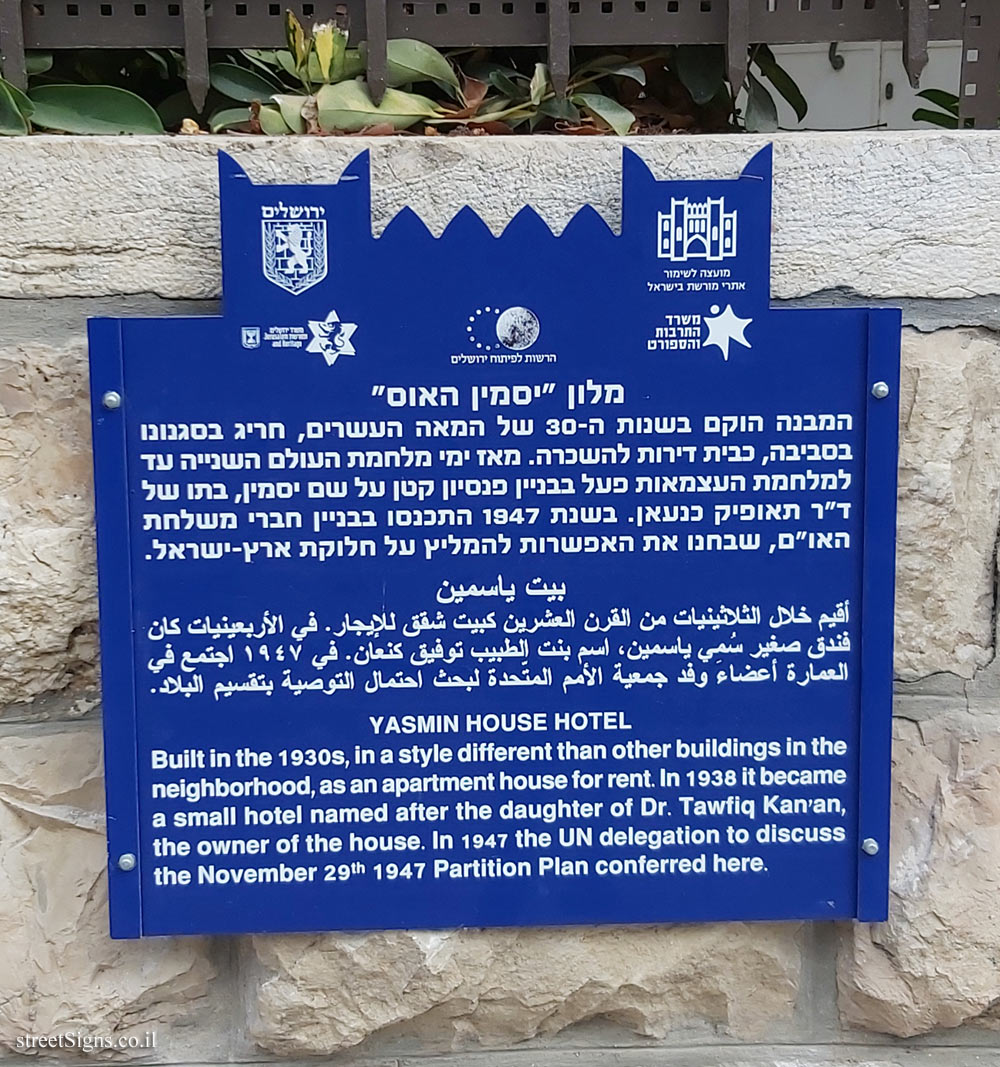 ירושלים
מועצה לשימור
אתרי מורשת בישראל
משרד ירושלים
ומורשת
Jerusalem
and Heritage
הרשות לפיתוח ירושלים
משרד
התרבות
והספורט
מלון "יסמין האוס"
המבנה הוקם בשנות ה-30 של המאה העשרים, חריג בסגנונו
בסביבה, כבית דירות להשכרה. מאז ימי מלחמת העולם השנייה עד
למלחמת העצמאות פעל בבניין פנסיון קטן על שם יסמין, בתו של
ד"ר תאופיק כנעאן. בשנת 1947 התכנסו בבניין חברי משלחת
האו"ם, שבחנו את האפשרות להמליץ על חלוקת ארץ-ישראל.
بيت ياسمين
أقيم خلال الثلاثينيات من القرن العشرين كبيت شقق للإيجار. في الأربعينيات كان
فندق صغير سُمي ياسمين، اسم بنت الطبيب توفيق كنعان. في ١٩٤٧ اجتمع في
العمارة أعضاء وفد جمعية الأمم المتّحدة لبحث احتمال التوصية بتقسيم البلاد.
YASMIN HOUSE HOTEL
Built in the 1930s, in a style different than other buildings in the
neighborhood, as an apartment house for rent. In 1938 it became
a small hotel named after the daughter of Dr. Tawfiq Kan'an,
the owner of the house. In 1947 the UN delegation to discuss
the November 29th 1947 Partition Plan conferred here.
streetSigns.co.il